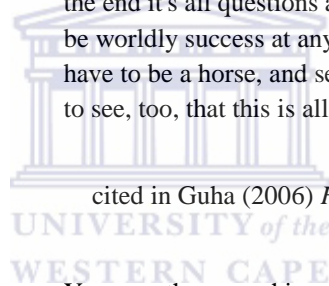 the end it's all questions a
be worldly success at any
have to be a horse, and se
to see, too, that this is all
cited in Guha (2006)
UNIVERSITY of the
WESTERN CAPE